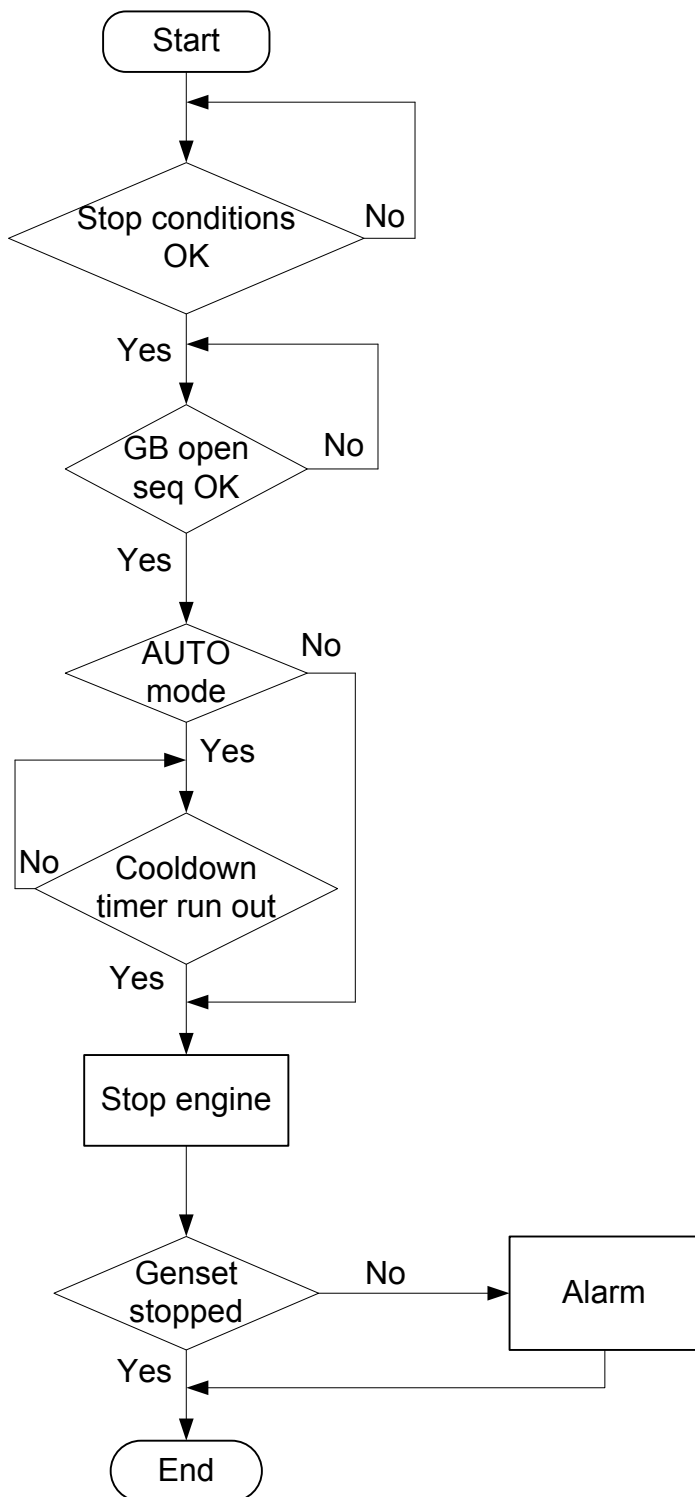 Start
No
Stop conditions
OK
Yes
No
GB open
seq OK
Yes
No
AUTO
mode
Yes
No
Cooldown
timer run out
Yes
Stop engine
No
Genset
stopped
Alarm
Yes
End